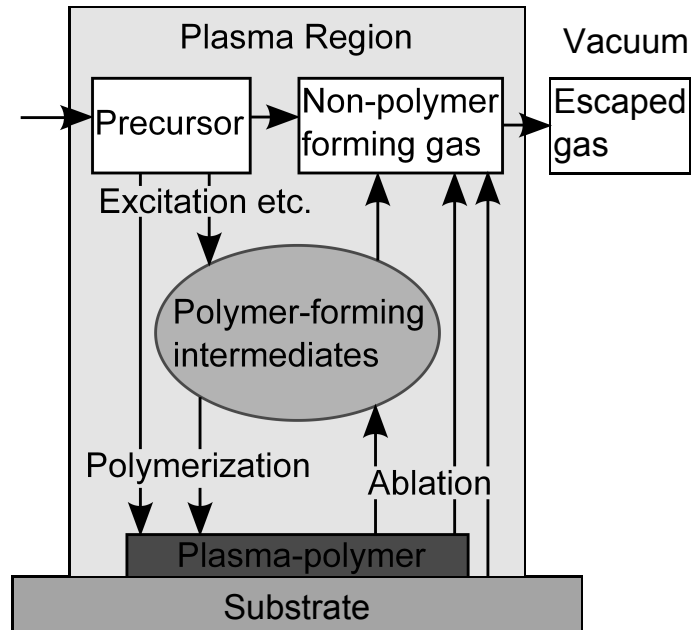 Plasma Region
Vacuum
Precursor
Non-polymer
forming gas
Escaped
gas
Excitation etc.
Polymer-forming
intermediates
Polymerization
Ablation
Plasma-polymer
Substrate